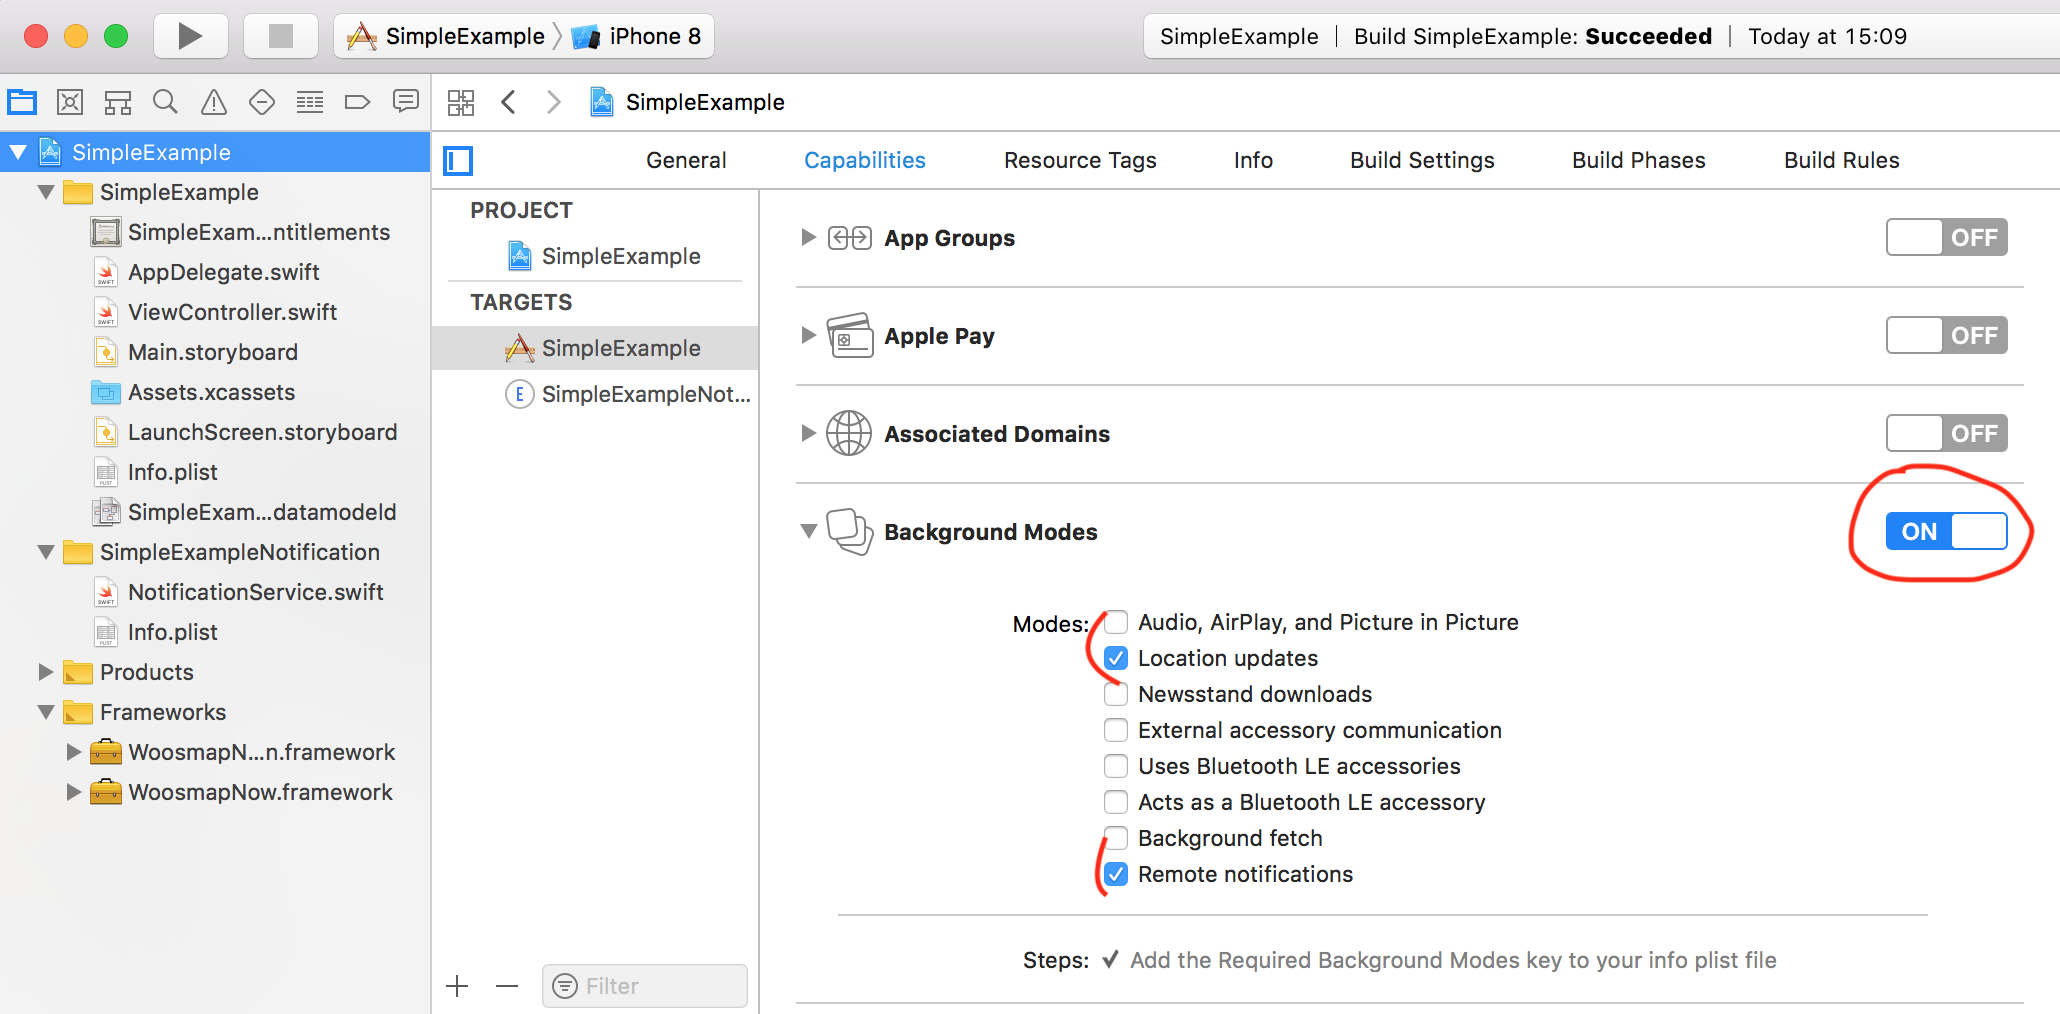 SimpleExample iPhone 8
SimpleExample | Build SimpleExample: Succeeded | Today at 15:09
SimpleExample
SimpleExample
SimpleExample
SimpleExam...ntitlements
AppDelegate.swift
ViewController.swift
Main.storyboard
Assets.xcassets
LaunchScreen.storyboard
Info.plist
SimpleExam...datamodeld
SimpleExampleNotification
NotificationService.swift
Info.plist
Products
Frameworks
WoosmapN...n.framework
WoosmapNow.framework
General Capabilities Resource Tags Info Build Settings Build Phases Build Rules
PROJECT
SimpleExample
TARGETS
SimpleExample
E SimpleExampleNot...
Filter
App Groups OFF
Apple Pay OFF
Associated Domains OFF
Background Modes ON
Modes: Audio, AirPlay, and Picture in Picture
Location updates
Newsstand downloads
External accessory communication
Uses Bluetooth LE accessories
Acts as a Bluetooth LE accessory
Background fetch
Remote notifications
Steps: ✓ Add the Required Background Modes key to your info plist file